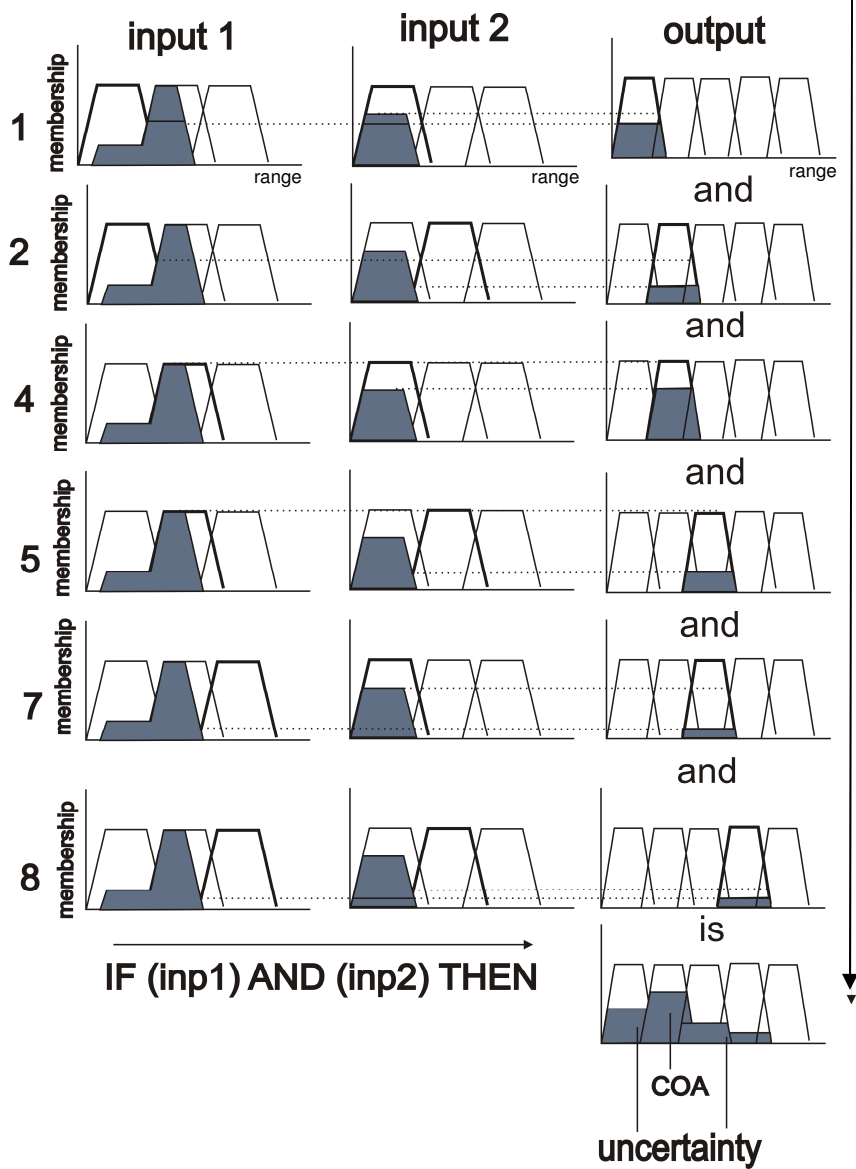 input 1
input 2
output
1
membership
range
range
range
and
2
membership
and
4
membership
and
5
membership
and
7
membership
and
8
membership
is
IF (inp1) AND (inp2) THEN
COA
uncertainty